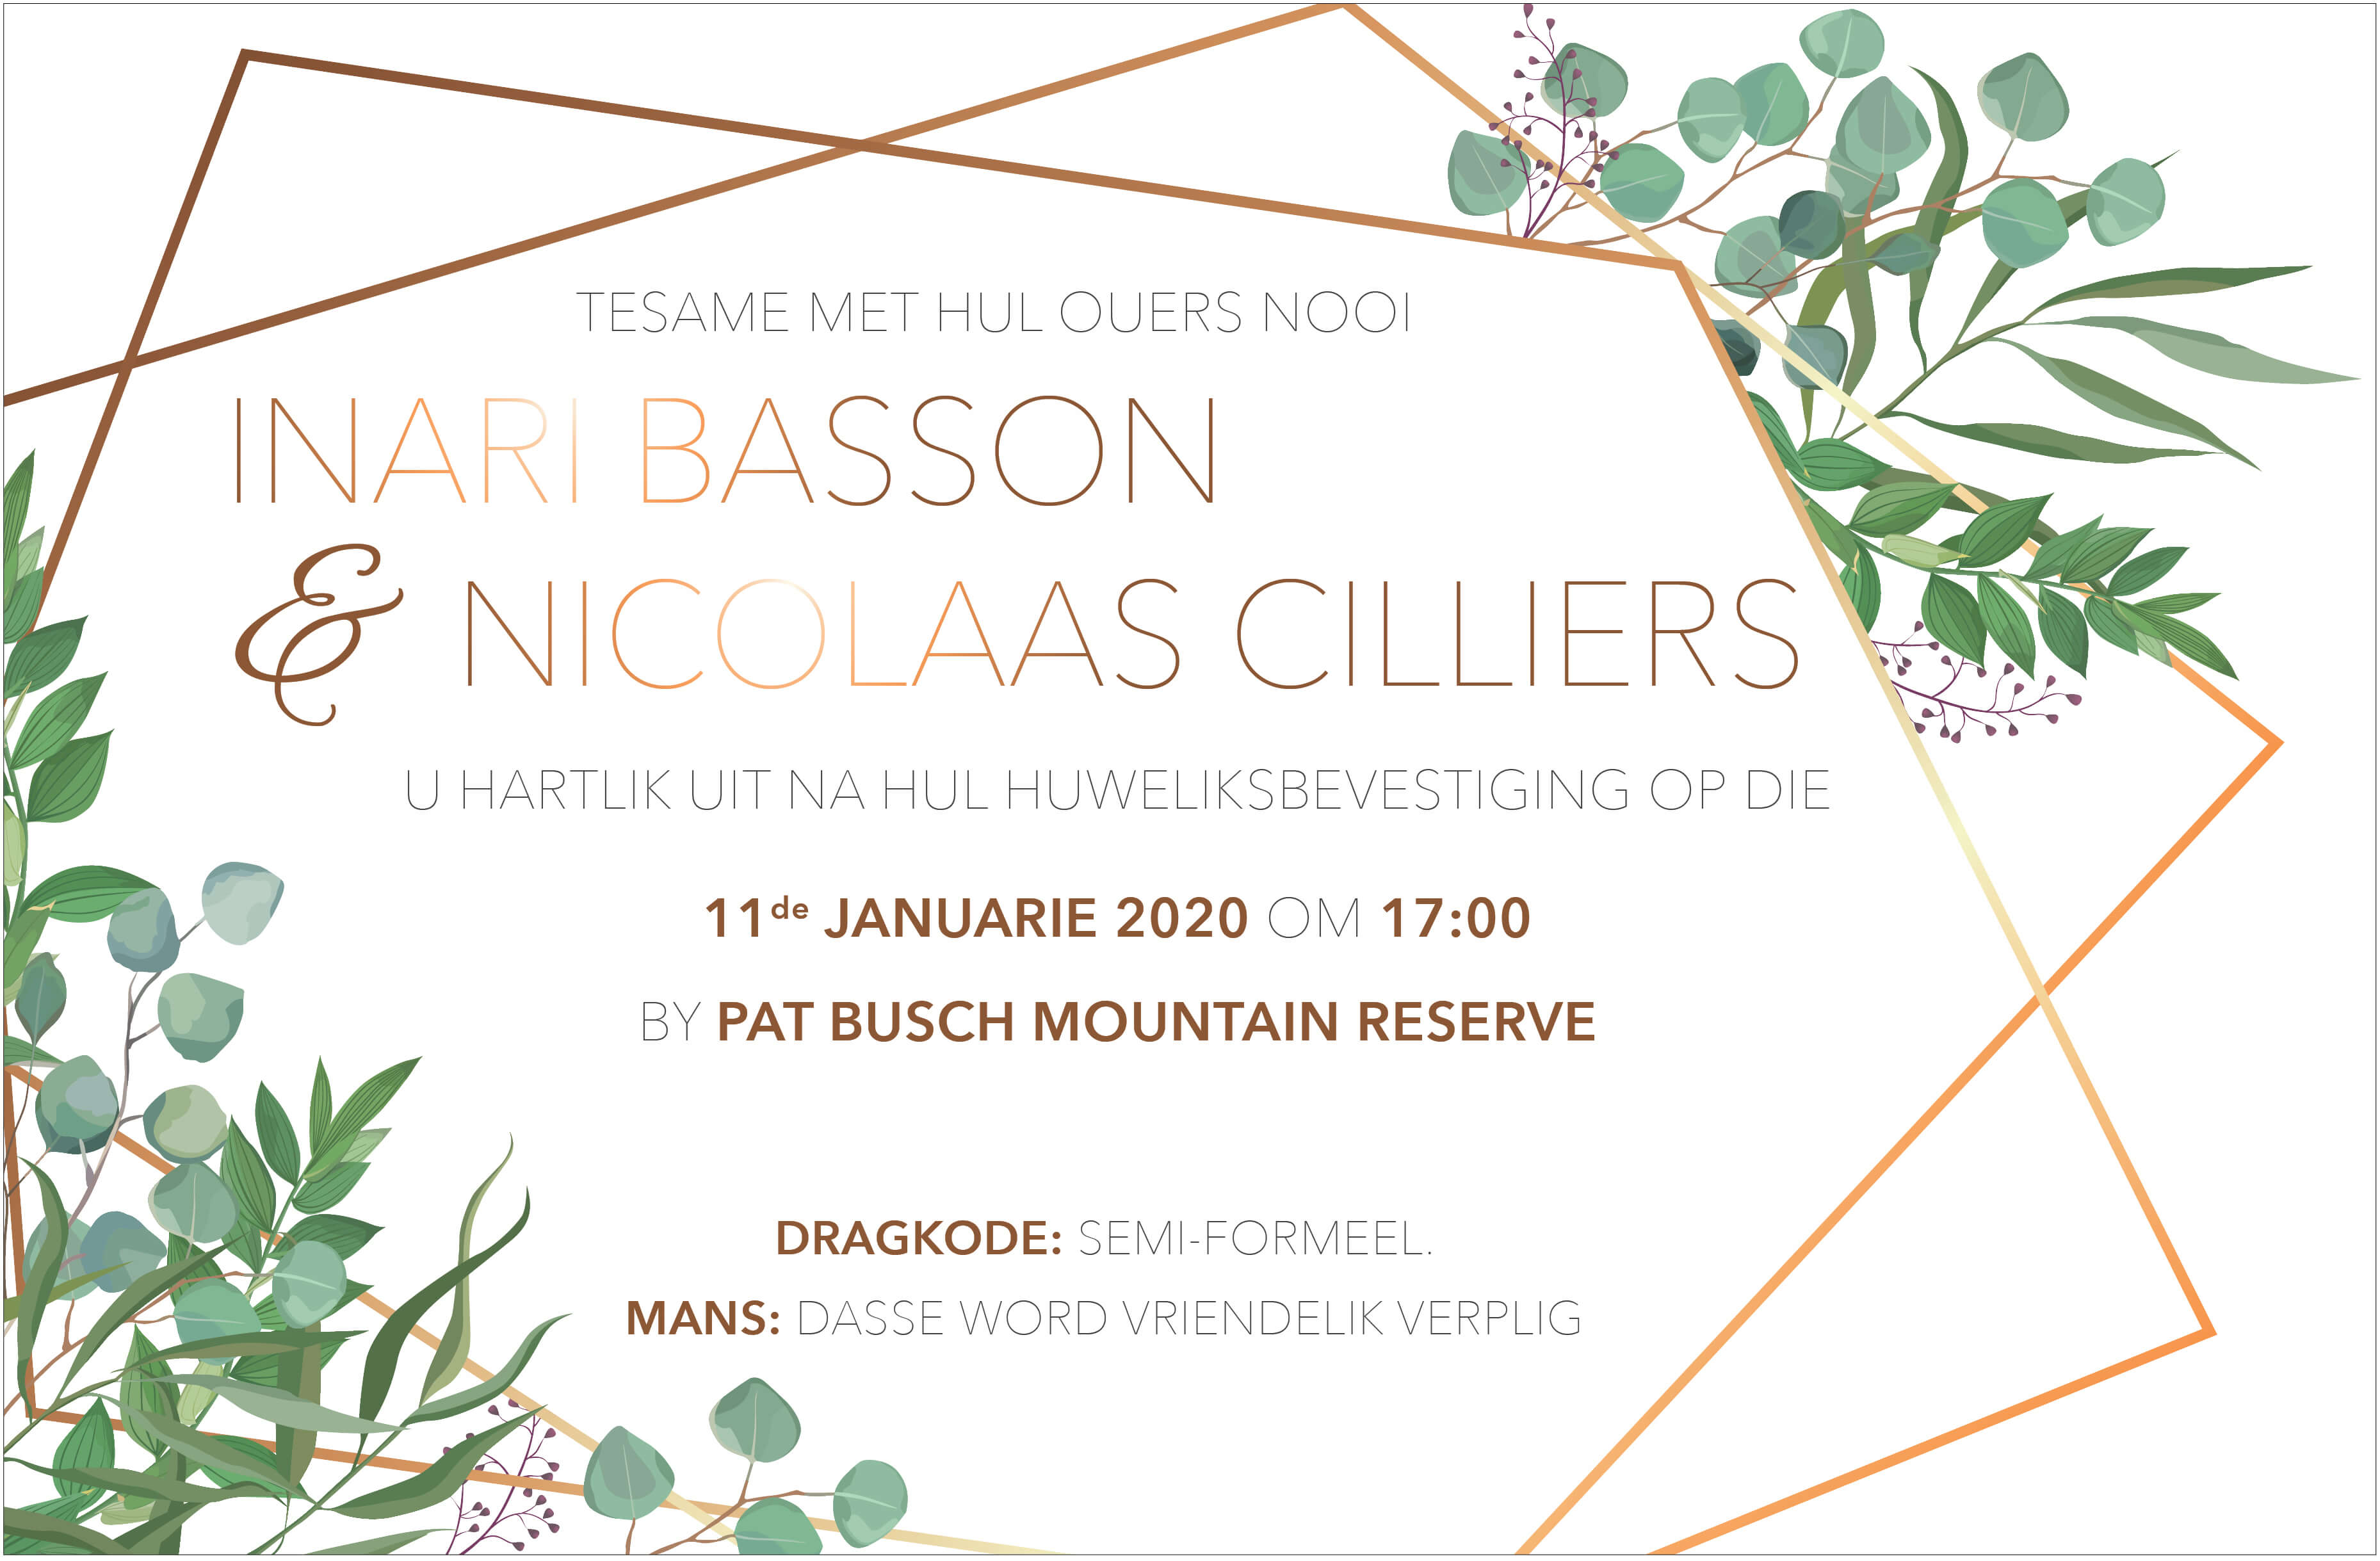 TESAME MET HUL OUERS NOOI
INARI BASSON
& NICOLAAS CILLIERS
U HARTLIK UIT NA HUL HUWELIKSBEVESTIGING OP DIE
11de JANUARIE 2020 OM 17:00
BY PAT BUSCH MOUNTAIN RESERVE
DRAGKODE: SEMI-FORMEEL.
MANS: DASSE WORD VRIENDELIK VERPLIG